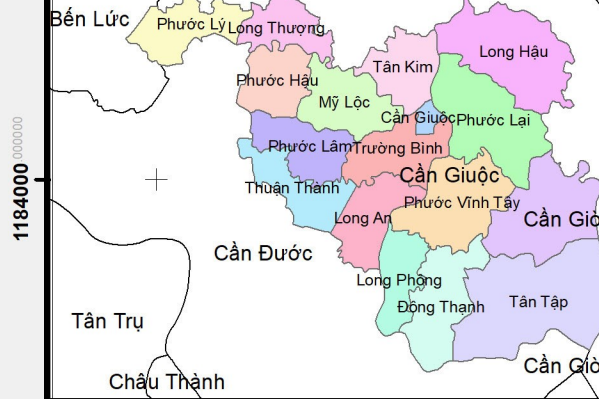 Bến Lức
Phước Lý
Long Thượng
Long Hậu
Tân Kim
Phước Hậu
Mỹ Lộc
Cần Giuộc
Phước Lại
Phước Lâm
Trường Bình
Cần Giuộc
Thuận Thành
Phước Vĩnh Tây
Long An
Cần Giờ
Cần Đước
1184000,000000
Long Phụng
Đông Thạnh
Tân Tập
Tân Trụ
Cần Giờ
Châu Thành